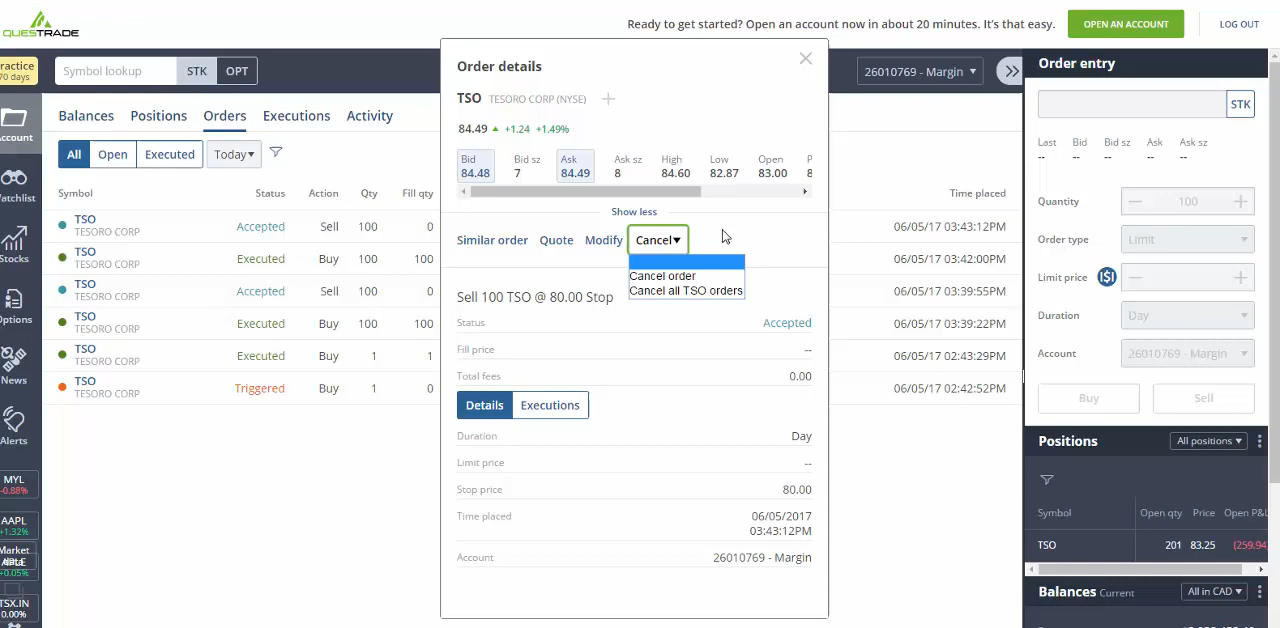 QUESTRADE
Ready to get started? Open an account now in about 20 minutes. It's that easy.
OPEN AN ACCOUNT
LOG OUT
ractice
70 days
Symbol lookup
STK
OPT
26010769 - Margin
Order entry
STK
Last Bid Bid sz Ask Ask sz
-- -- -- -- --
Quantity
100
Order type
Limit
Limit price
Duration
Day
Account
26010769 - Margin
Buy
Sell
Positions
All positions
Symbol Open qty Price Open P&L
TSO 201 83.25 (259.94
Balances Current
All in CAD
ccount
atchlist
Stocks
ptions
News
Alerts
MYL
-0.88%
AAPL
+1.32%
Market
+0.05%
TSX.IN
0.00%
Balances Positions Orders Executions Activity
All Open Executed Today
Symbol Status Action Qty Fill qty Time placed
TSO Accepted Sell 100 0 06/05/17 03:43:12PM
TESORO CORP
TSO Executed Buy 100 100 06/05/17 03:42:00PM
TESORO CORP
TSO Accepted Sell 100 0 06/05/17 03:39:55PM
TESORO CORP
TSO Executed Buy 100 100 06/05/17 03:39:22PM
TESORO CORP
TSO Executed Buy 1 1 06/05/17 02:43:29PM
TESORO CORP
TSO Triggered Buy 1 0 06/05/17 02:42:52PM
TESORO CORP
Order details
TSO TESORO CORP (NYSE)
84.49 +1.24 +1.49%
Bid Bid sz Ask Ask sz High Low Open P
84.48 7 84.49 8 84.60 82.87 83.00 8
Show less
Similar order Quote Modify Cancel
Cancel order
Cancel all TSO orders
Sell 100 TSO @ 80.00 Stop
Status Accepted
Fill price --
Total fees 0.00
Details Executions
Duration Day
Limit price --
Stop price 80.00
Time placed 06/05/2017
03:43:12PM
Account 26010769 - Margin